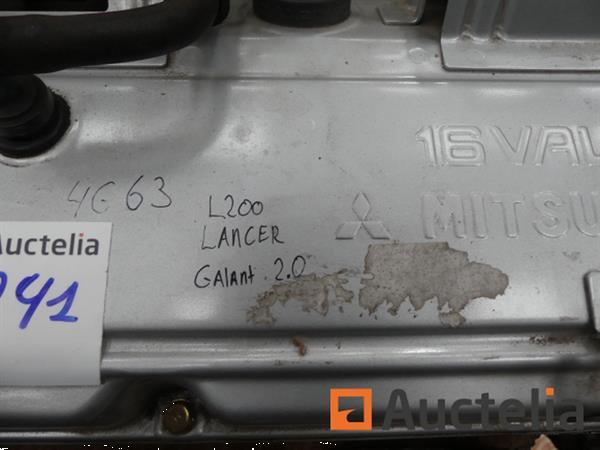 16 VAL
MITSU
4G63
L200
LANCER
Galant 2.0
Auctelia
941
Auctelia